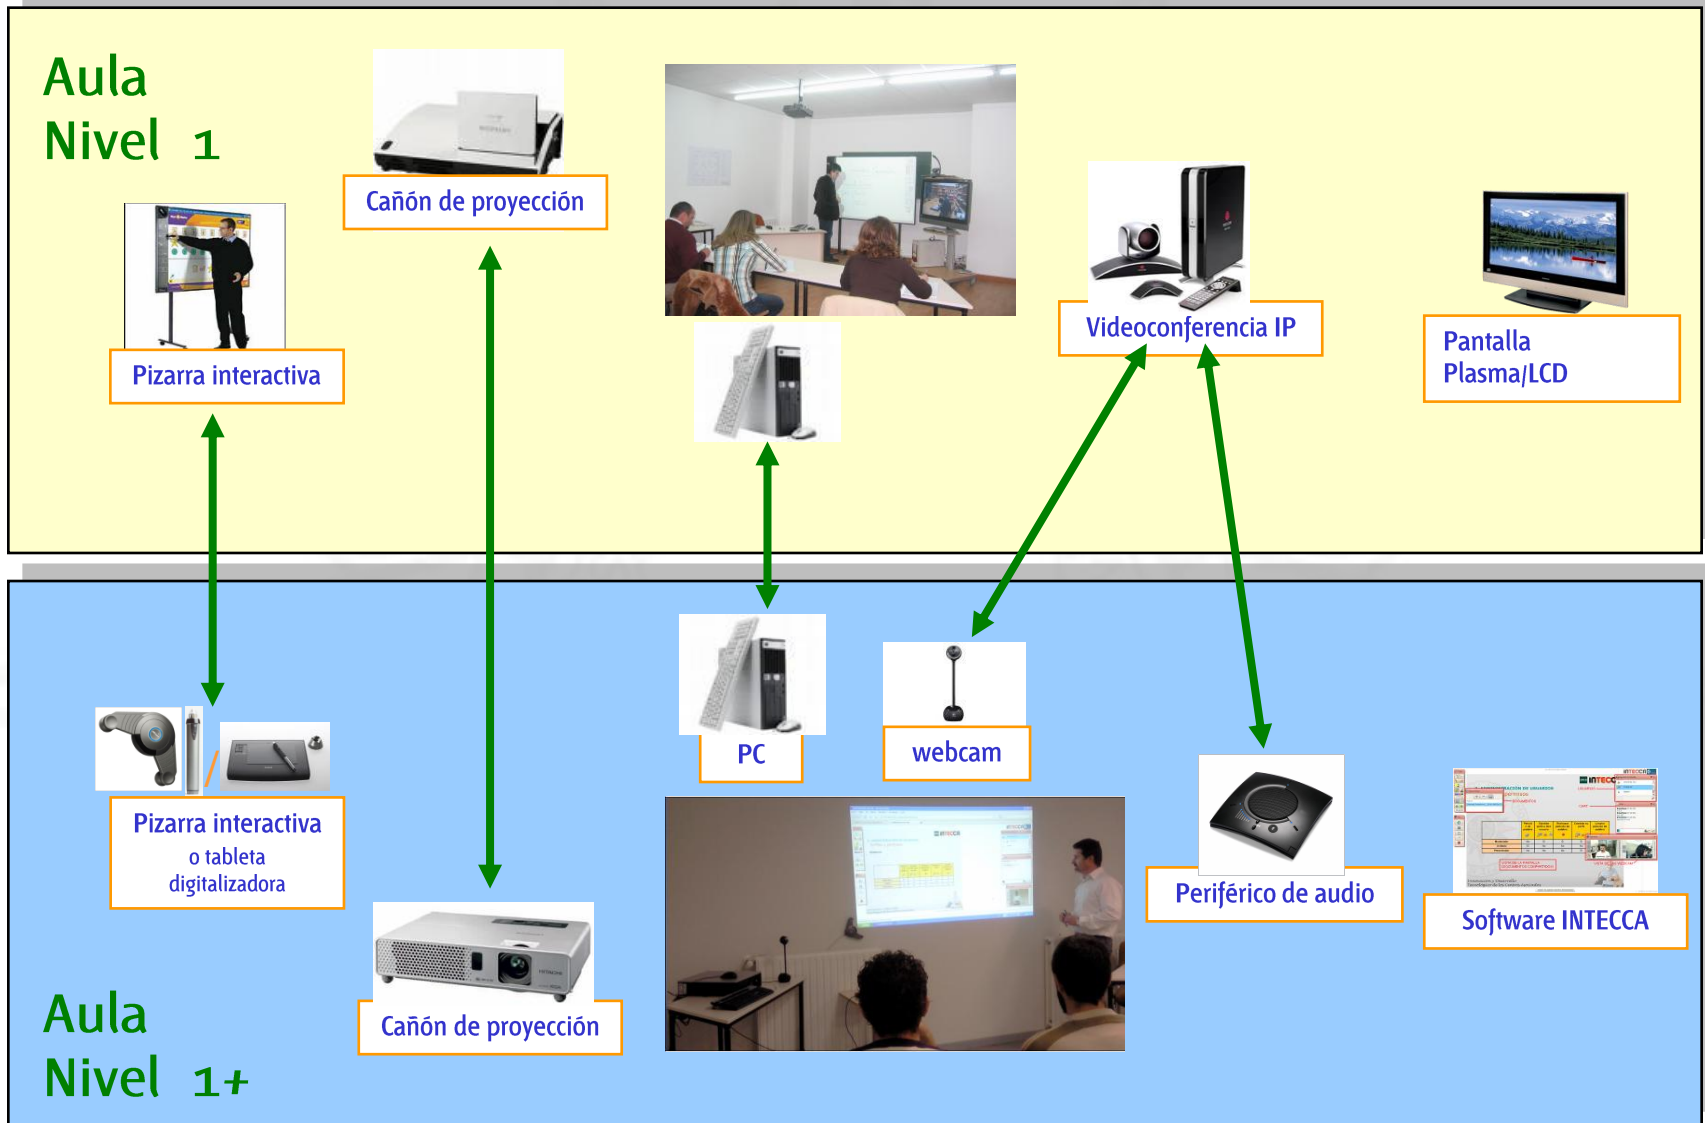 Aula
Nivel 1
Cañón de proyección
Pizarra interactiva
Videoconferencia IP
Pantalla
Plasma/LCD
PC
webcam
Pizarra interactiva
o tableta
digitalizadora
Periférico de audio
Software INTECCA
Cañón de proyección
Aula
Nivel 1+